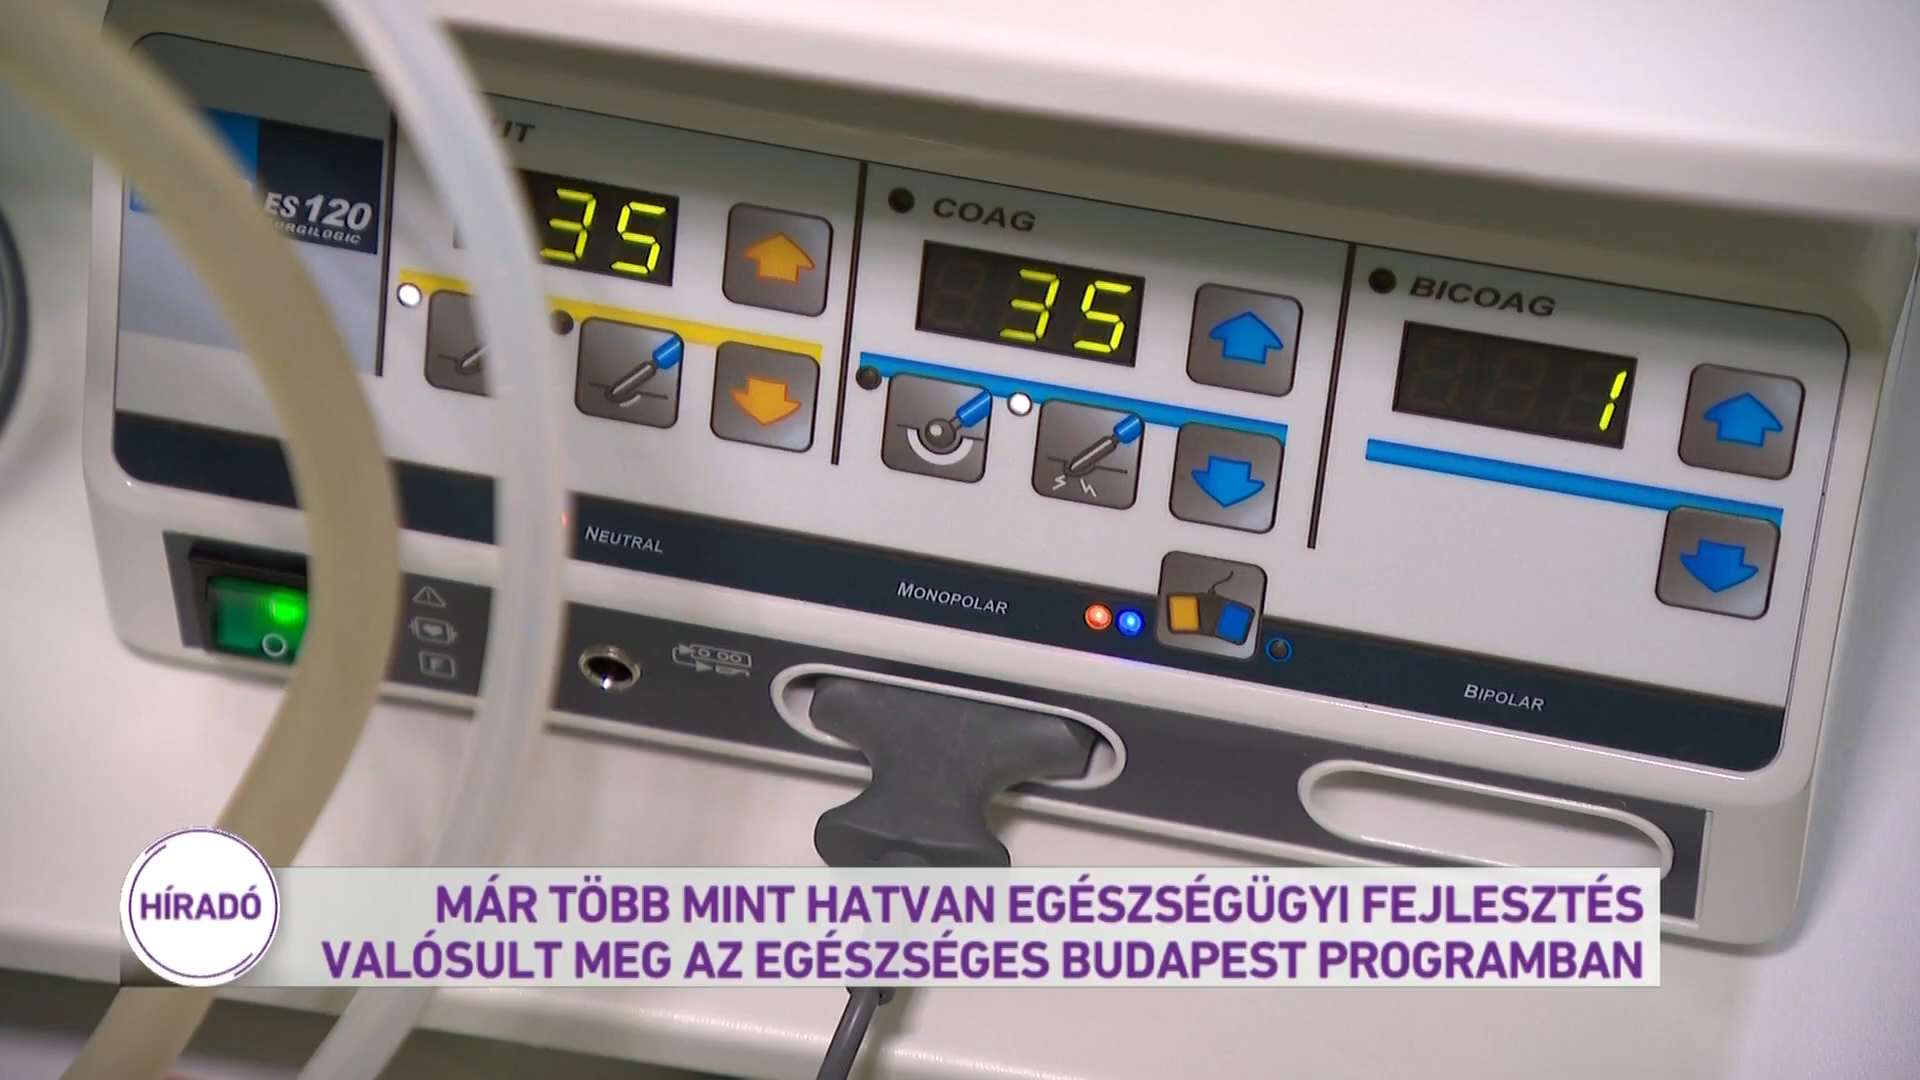 ES 120
COAG
BICOAG
35
35
1
NEUTRAL
MONOPOLAR
BIPOLAR
F
HÍRADÓ
MÁR TÖBB MINT HATVAN EGÉSZSÉGÜGYI FEJLESZTÉS
VALÓSULT MEG AZ EGÉSZSÉGES BUDAPEST PROGRAMBAN